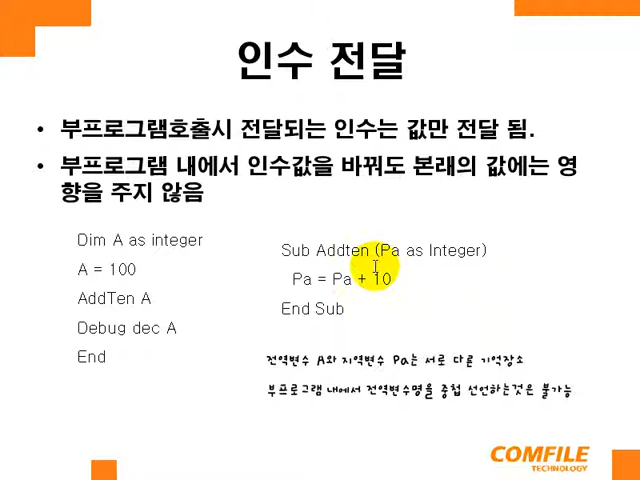 인수 전달
• 부프로그램호출시 전달되는 인수는 값만 전달 됨.
• 부프로그램 내에서 인수값을 바꿔도 본래의 값에는 영
향을 주지 않음
Dim A as integer
A = 100
AddTen A
Debug dec A
End
Sub Addten (Pa as Integer)
Pa = Pa + 10
End Sub
전역변수 A와 지역변수 Pa는 서로 다른 기억장소
부프로그램 내에서 전역변수명을 중첩 선언하는것은 불가능
COMFILE
TECHNOLOGY